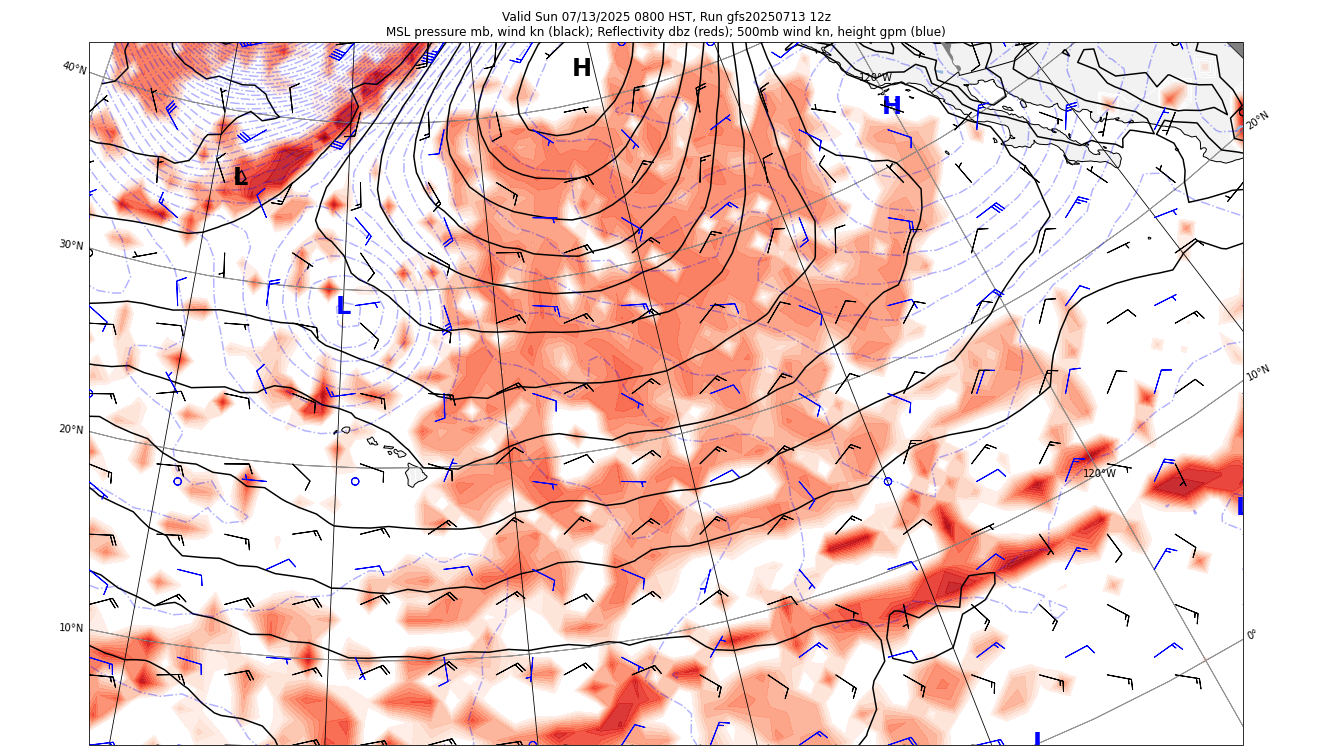 Valid Sun 07/13/2025 0800 HST, Run gfs20250713 12z
MSL pressure mb, wind kn (black); Reflectivity dbz (reds); 500mb wind kn, height gpm (blue)
40°N
H
120°W
H
20°N
L
30°N
L
10°N
20°N
120°W
L
10°N
0°
L